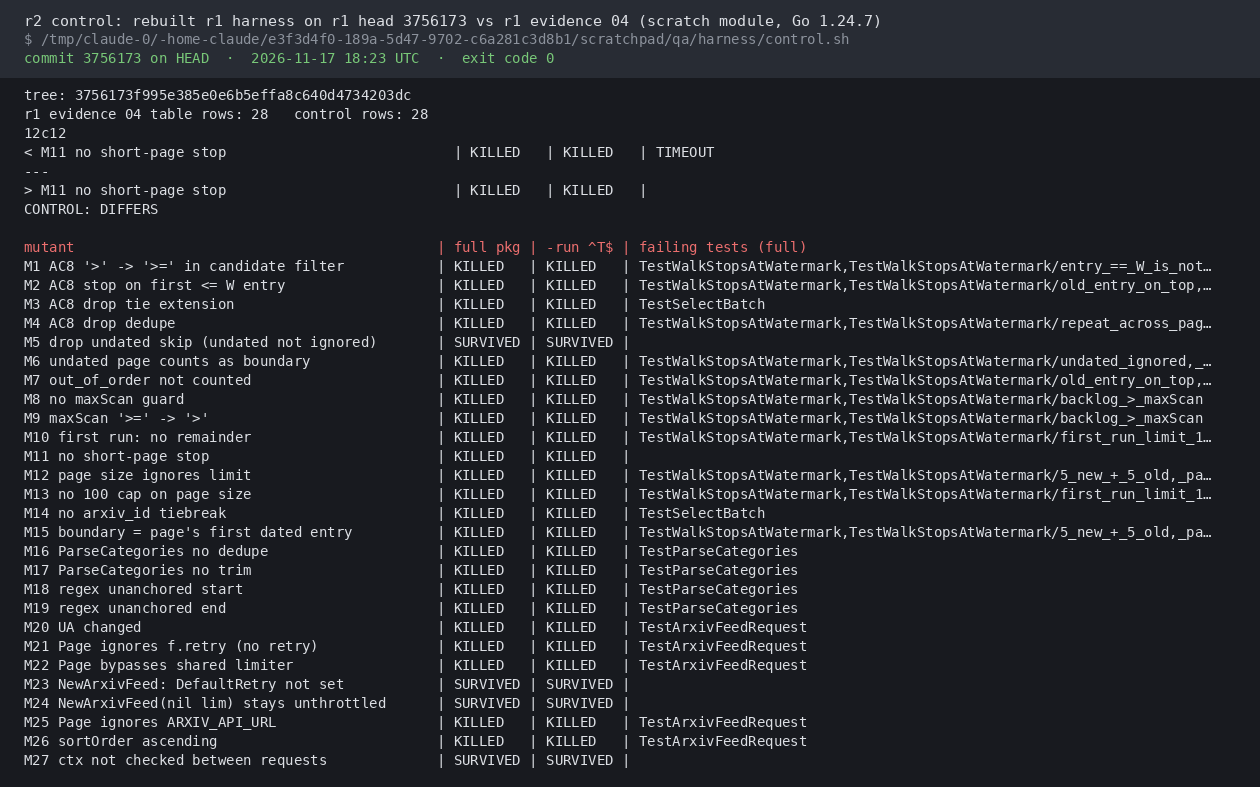 r2 control: rebuilt r1 harness on r1 head 3756173 vs r1 evidence 04 (scratch module, Go 1.24.7)
$ /tmp/claude-0/-home-claude/e3f3d4f0-189a-5d47-9702-c6a281c3d8b1/scratchpad/qa/harness/control.sh
commit 3756173 on HEAD · 2026-11-17 18:23 UTC · exit code 0
tree: 3756173f995e385e0e6b5effa8c640d4734203dc
r1 evidence 04 table rows: 28 control rows: 28
12c12
< M11 no short-page stop | KILLED | KILLED | TIMEOUT
---
> M11 no short-page stop | KILLED | KILLED |
CONTROL: DIFFERS
mutant | full pkg | -run ^T$ | failing tests (full)
M1 AC8 '>' -> '>=' in candidate filter | KILLED | KILLED | TestWalkStopsAtWatermark,TestWalkStopsAtWatermark/entry_==_W_is_not…
M2 AC8 stop on first <= W entry | KILLED | KILLED | TestWalkStopsAtWatermark,TestWalkStopsAtWatermark/old_entry_on_top,…
M3 AC8 drop tie extension | KILLED | KILLED | TestSelectBatch
M4 AC8 drop dedupe | KILLED | KILLED | TestWalkStopsAtWatermark,TestWalkStopsAtWatermark/repeat_across_pag…
M5 drop undated skip (undated not ignored) | SURVIVED | SURVIVED |
M6 undated page counts as boundary | KILLED | KILLED | TestWalkStopsAtWatermark,TestWalkStopsAtWatermark/undated_ignored,_…
M7 out_of_order not counted | KILLED | KILLED | TestWalkStopsAtWatermark,TestWalkStopsAtWatermark/old_entry_on_top,…
M8 no maxScan guard | KILLED | KILLED | TestWalkStopsAtWatermark,TestWalkStopsAtWatermark/backlog_>_maxScan
M9 maxScan '>=' -> '>' | KILLED | KILLED | TestWalkStopsAtWatermark,TestWalkStopsAtWatermark/backlog_>_maxScan
M10 first run: no remainder | KILLED | KILLED | TestWalkStopsAtWatermark,TestWalkStopsAtWatermark/first_run_limit_1…
M11 no short-page stop | KILLED | KILLED |
M12 page size ignores limit | KILLED | KILLED | TestWalkStopsAtWatermark,TestWalkStopsAtWatermark/5_new_+_5_old,_pa…
M13 no 100 cap on page size | KILLED | KILLED | TestWalkStopsAtWatermark,TestWalkStopsAtWatermark/first_run_limit_1…
M14 no arxiv_id tiebreak | KILLED | KILLED | TestSelectBatch
M15 boundary = page's first dated entry | KILLED | KILLED | TestWalkStopsAtWatermark,TestWalkStopsAtWatermark/5_new_+_5_old,_pa…
M16 ParseCategories no dedupe | KILLED | KILLED | TestParseCategories
M17 ParseCategories no trim | KILLED | KILLED | TestParseCategories
M18 regex unanchored start | KILLED | KILLED | TestParseCategories
M19 regex unanchored end | KILLED | KILLED | TestParseCategories
M20 UA changed | KILLED | KILLED | TestArxivFeedRequest
M21 Page ignores f.retry (no retry) | KILLED | KILLED | TestArxivFeedRequest
M22 Page bypasses shared limiter | KILLED | KILLED | TestArxivFeedRequest
M23 NewArxivFeed: DefaultRetry not set | SURVIVED | SURVIVED |
M24 NewArxivFeed(nil lim) stays unthrottled | SURVIVED | SURVIVED |
M25 Page ignores ARXIV_API_URL | KILLED | KILLED | TestArxivFeedRequest
M26 sortOrder ascending | KILLED | KILLED | TestArxivFeedRequest
M27 ctx not checked between requests | SURVIVED | SURVIVED |